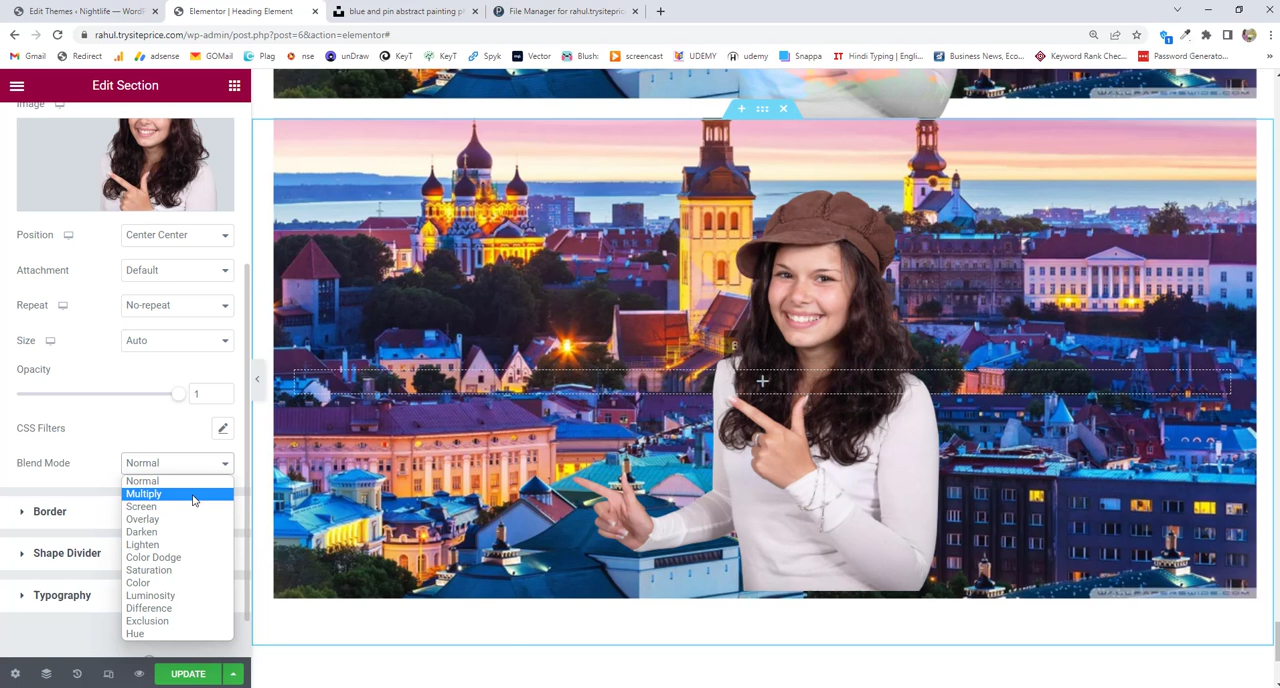 Edit Themes ‹ Nightlife — WordP
Elementor | Heading Element
blue and pin abstract painting ph
File Manager for rahul.trysiteprice
rahul.trysiteprice.com/wp-admin/post.php?post=6&action=elementor#
Gmail
Redirect
adsense
GOMail
Plag
nse
unDraw
KeyT
KeyT
Spyk
Vector
Blush:
screencast
UDEMY
udemy
Snappa
Hindi Typing | Engli...
Business News, Eco...
Keyword Rank Chec...
Password Generato...
Edit Section
Image
Position
Center Center
Attachment
Default
Repeat
No-repeat
Size
Auto
Opacity
1
CSS Filters
Blend Mode
Normal
Normal
Multiply
Screen
Overlay
Darken
Lighten
Color Dodge
Saturation
Color
Luminosity
Difference
Exclusion
Hue
Border
Shape Divider
Typography
UPDATE